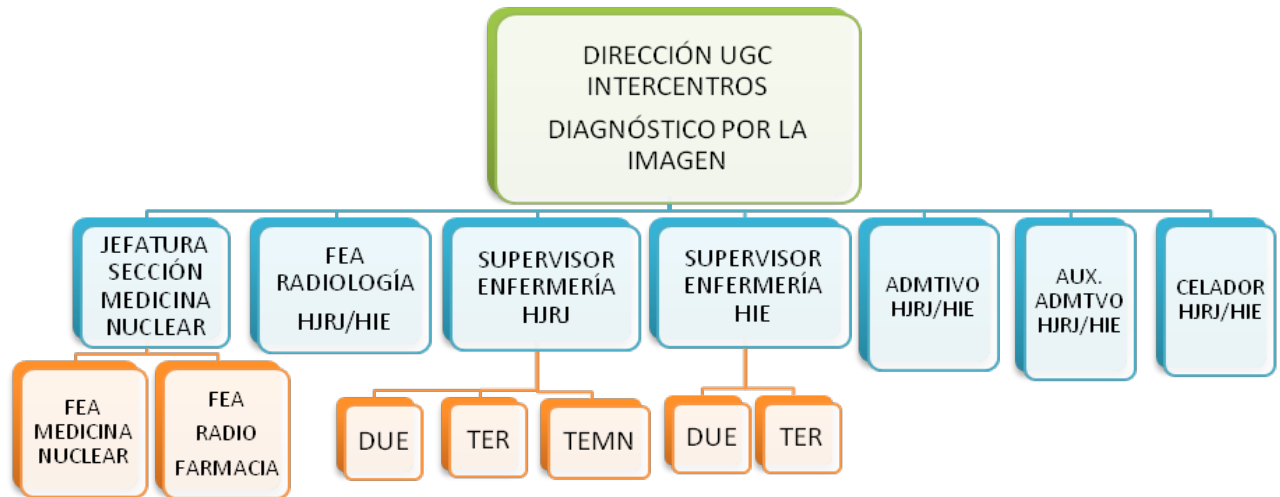 DIRECCIÓN UGC
INTERCENTROS
DIAGNÓSTICO POR LA
IMAGEN
JEFATURA
SECCIÓN
MEDICINA
NUCLEAR
FEA
RADIOLOGÍA
HJRJ/HIE
SUPERVISOR
ENFERMERÍA
HJRJ
SUPERVISOR
ENFERMERÍA
HIE
ADMTIVO
HJRJ/HIE
AUX.
ADMTVO
HJRJ/HIE
CELADOR
HJRJ/HIE
FEA
MEDICINA
NUCLEAR
FEA
RADIO
FARMACIA
DUE
TER
TEMN
DUE
TER